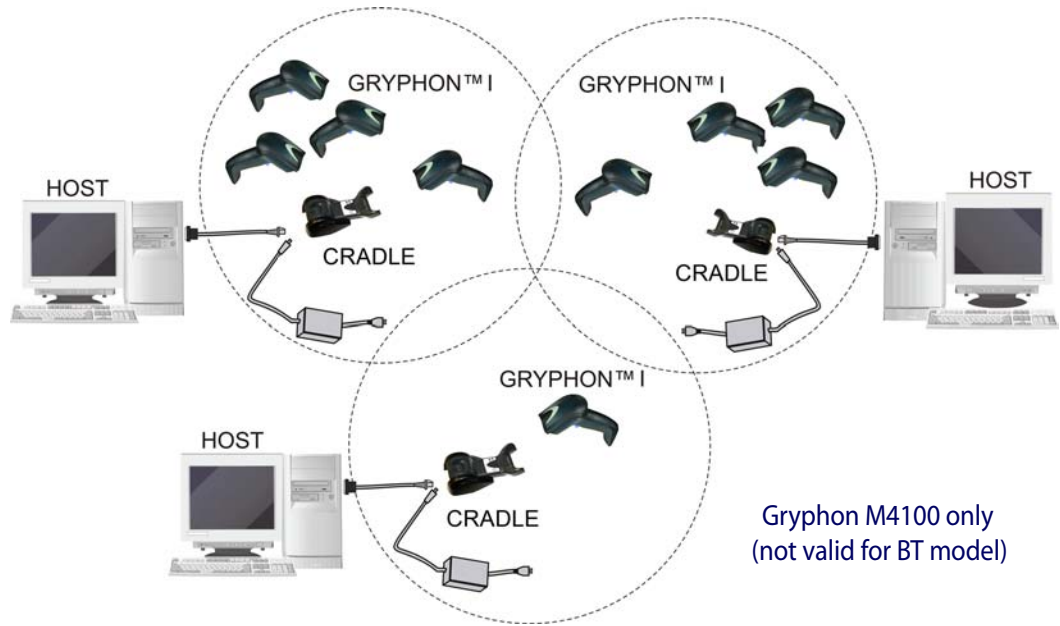 GRYPHON™ I
GRYPHON™ I
HOST
HOST
CRADLE
CRADLE
GRYPHON™ I
HOST
CRADLE
Gryphon M4100 only
(not valid for BT model)